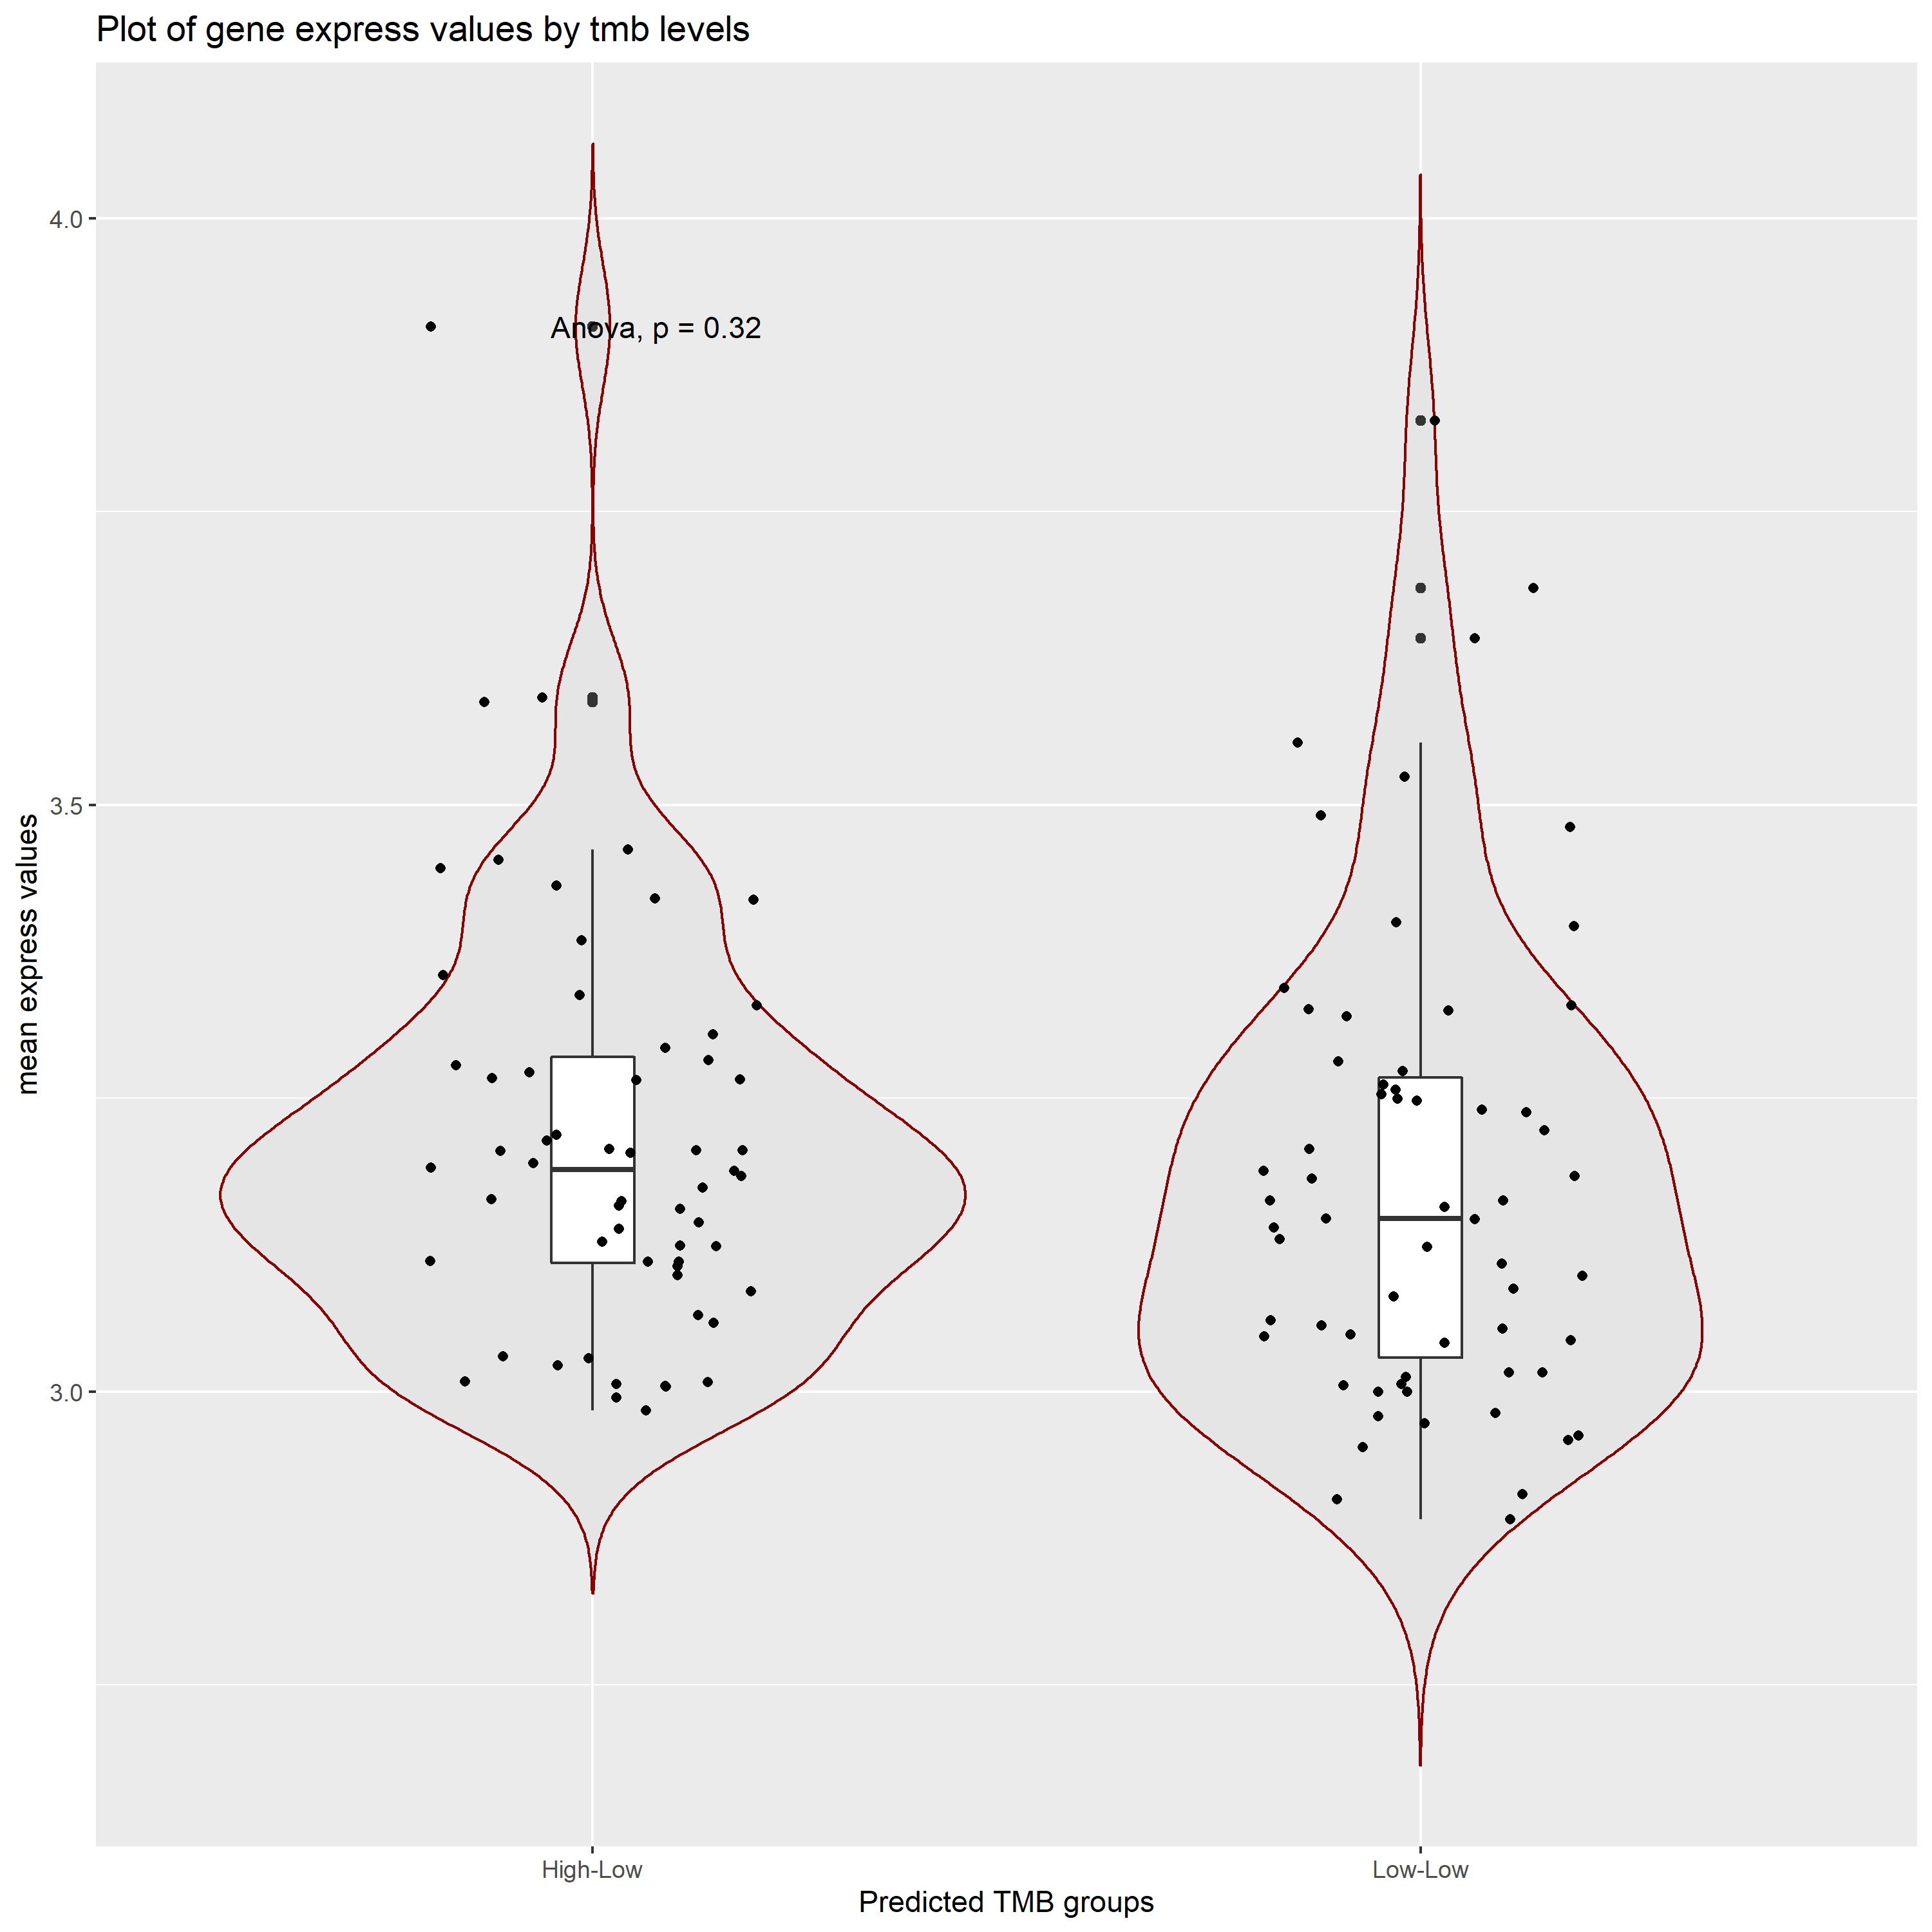 Plot of gene express values by tmb levels
4.0
Anova, p = 0.32
3.5
mean express values
3.0
High-Low
Low-Low
Predicted TMB groups